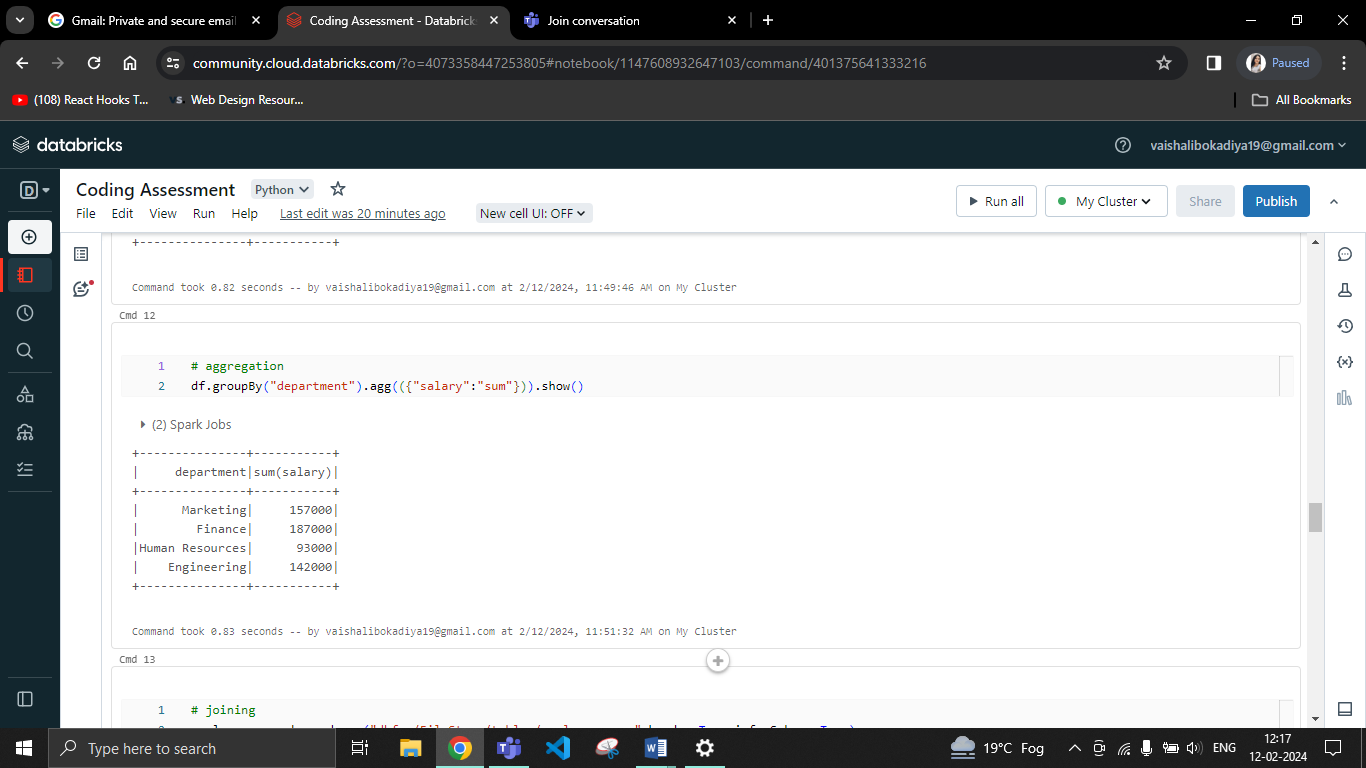 Gmail: Private and secure email
Coding Assessment - Databrick
Join conversation
community.cloud.databricks.com/?o=4073358447253805#notebook/1147608932647103/command/401375641333216
Paused
(108) React Hooks T...
VS Web Design Resour...
All Bookmarks
databricks
vaishalibokadiya19@gmail.com
D
Coding Assessment
Python
File Edit View Run Help Last edit was 20 minutes ago New cell UI: OFF
Run all
My Cluster
Share
Publish
+---------------+-----------+
Command took 0.82 seconds -- by vaishalibokadiya19@gmail.com at 2/12/2024, 11:49:46 AM on My Cluster
Cmd 12
1 # aggregation
2 df.groupBy("department").agg(({"salary":"sum"})).show()
(2) Spark Jobs
+---------------+-----------+
|     department|sum(salary)|
+---------------+-----------+
|      Marketing|     157000|
|        Finance|     187000|
|Human Resources|      93000|
|    Engineering|     142000|
+---------------+-----------+
Command took 0.83 seconds -- by vaishalibokadiya19@gmail.com at 2/12/2024, 11:51:32 AM on My Cluster
Cmd 13
1 # joining
Type here to search
19°C Fog
ENG
12:17
12-02-2024